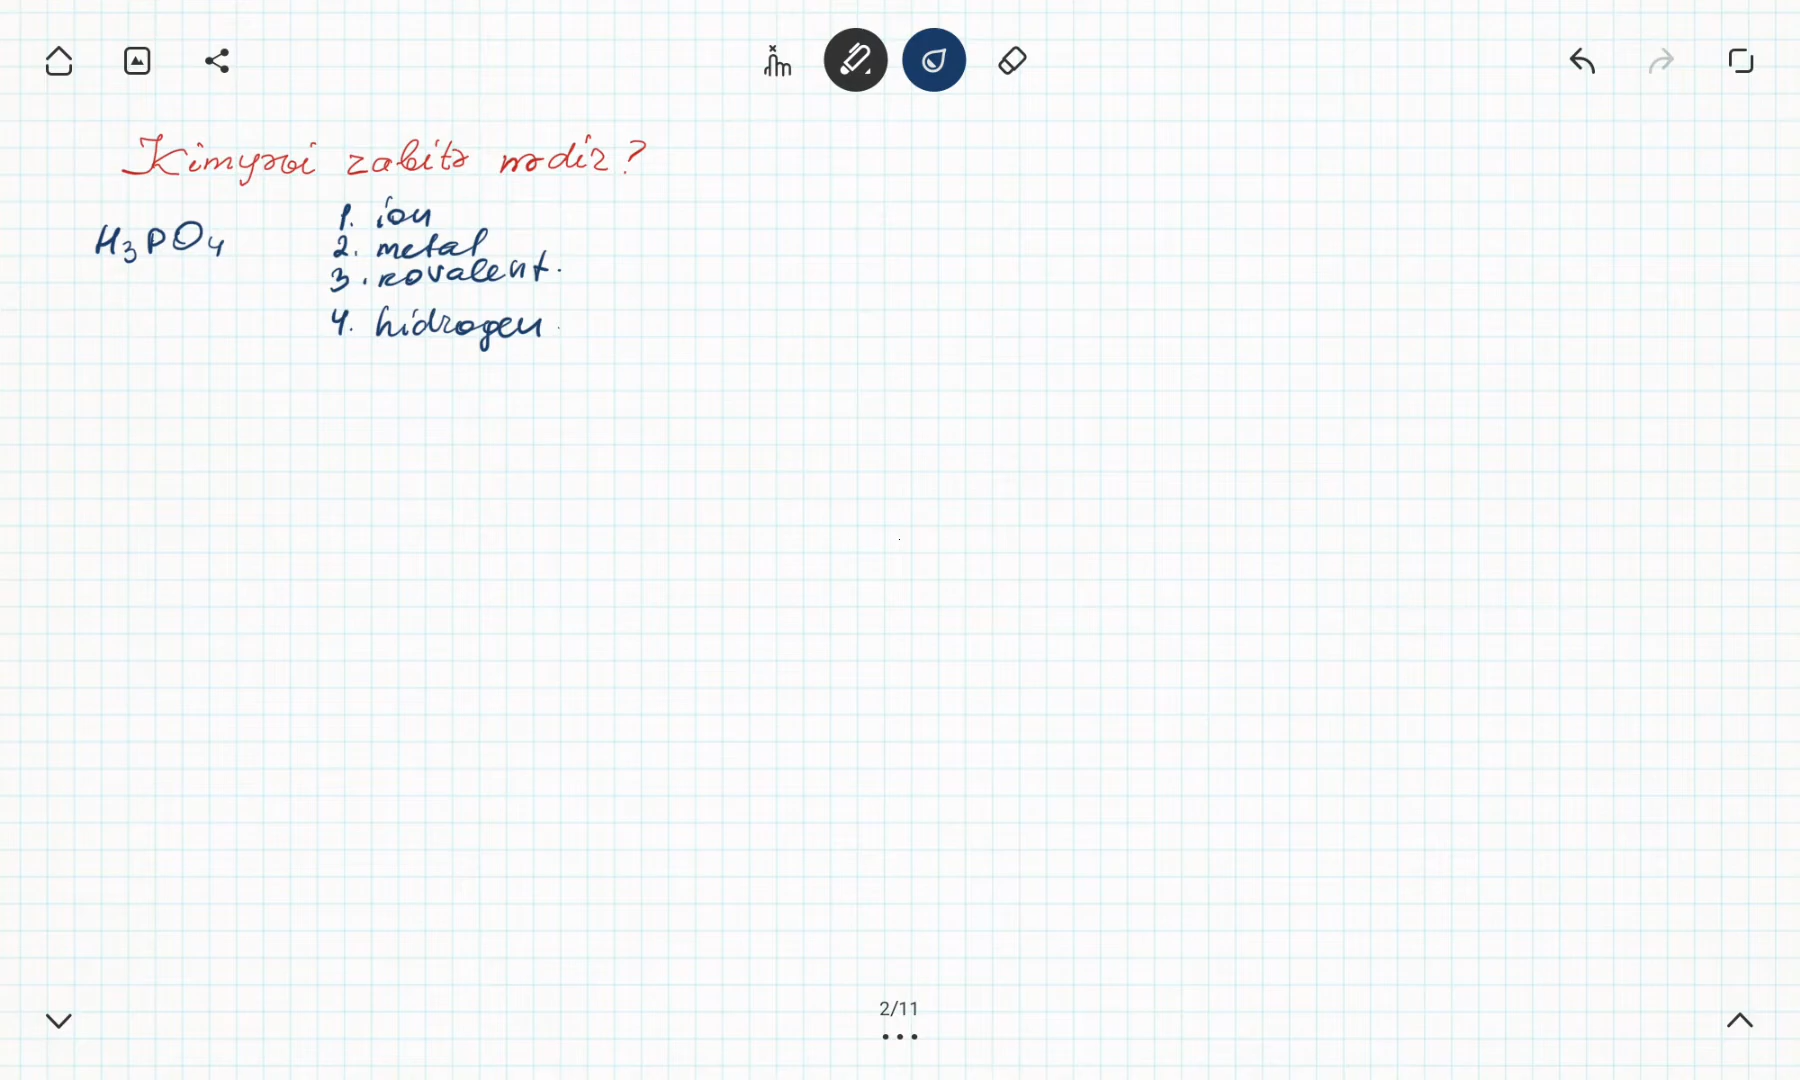 Kimyəvi rabitə nədir?
H3PO4
1. ion
2. metal
3. kovalent.
4. hidrogen
2/11